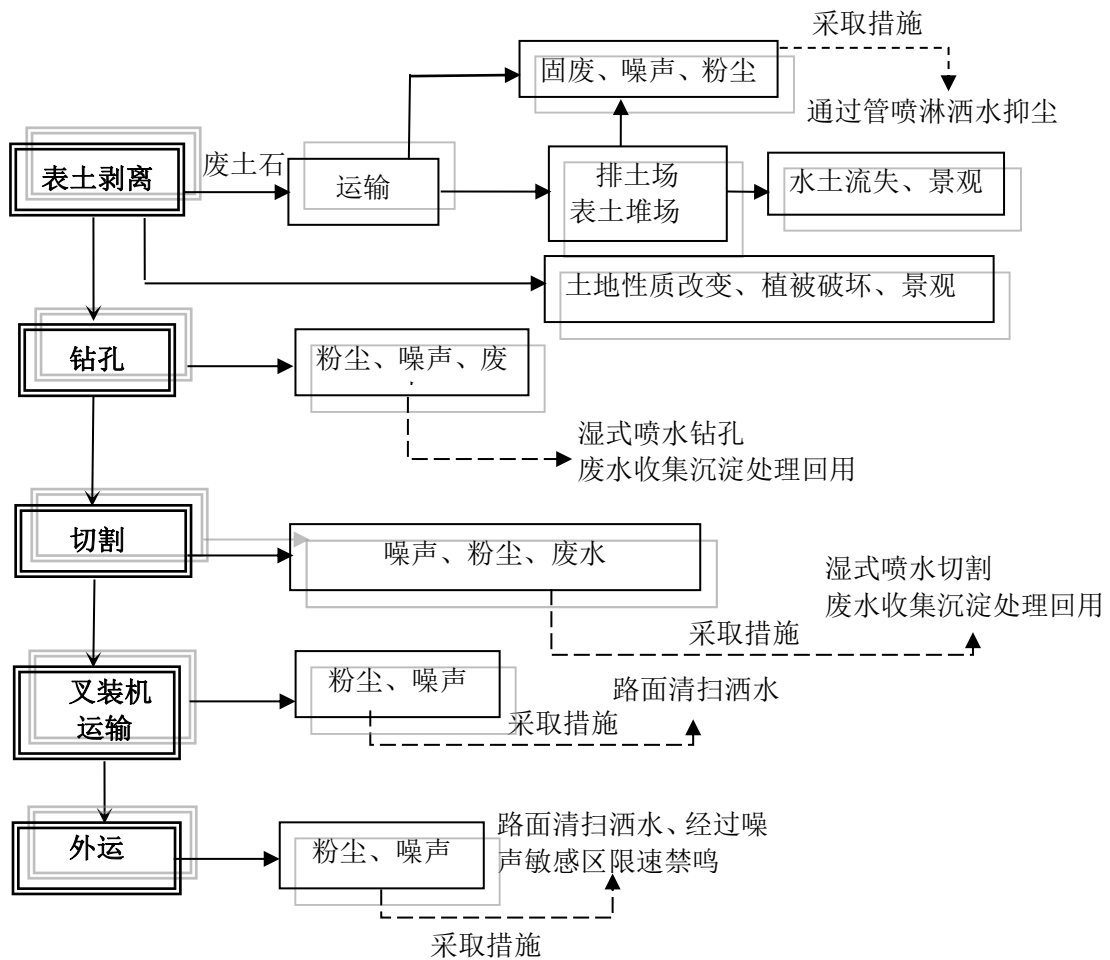 采取措施
固废、噪声、粉尘
通过管喷淋洒水抑尘
表土剥离
废土石
运输
排土场
表土堆场
水土流失、景观
土地性质改变、植被破坏、景观
钻孔
粉尘、噪声、废
湿式喷水钻孔
废水收集沉淀处理回用
切割
噪声、粉尘、废水
湿式喷水切割
废水收集沉淀处理回用
采取措施
叉装机
运输
粉尘、噪声
路面清扫洒水
采取措施
外运
粉尘、噪声
路面清扫洒水、经过噪
声敏感区限速禁鸣
采取措施